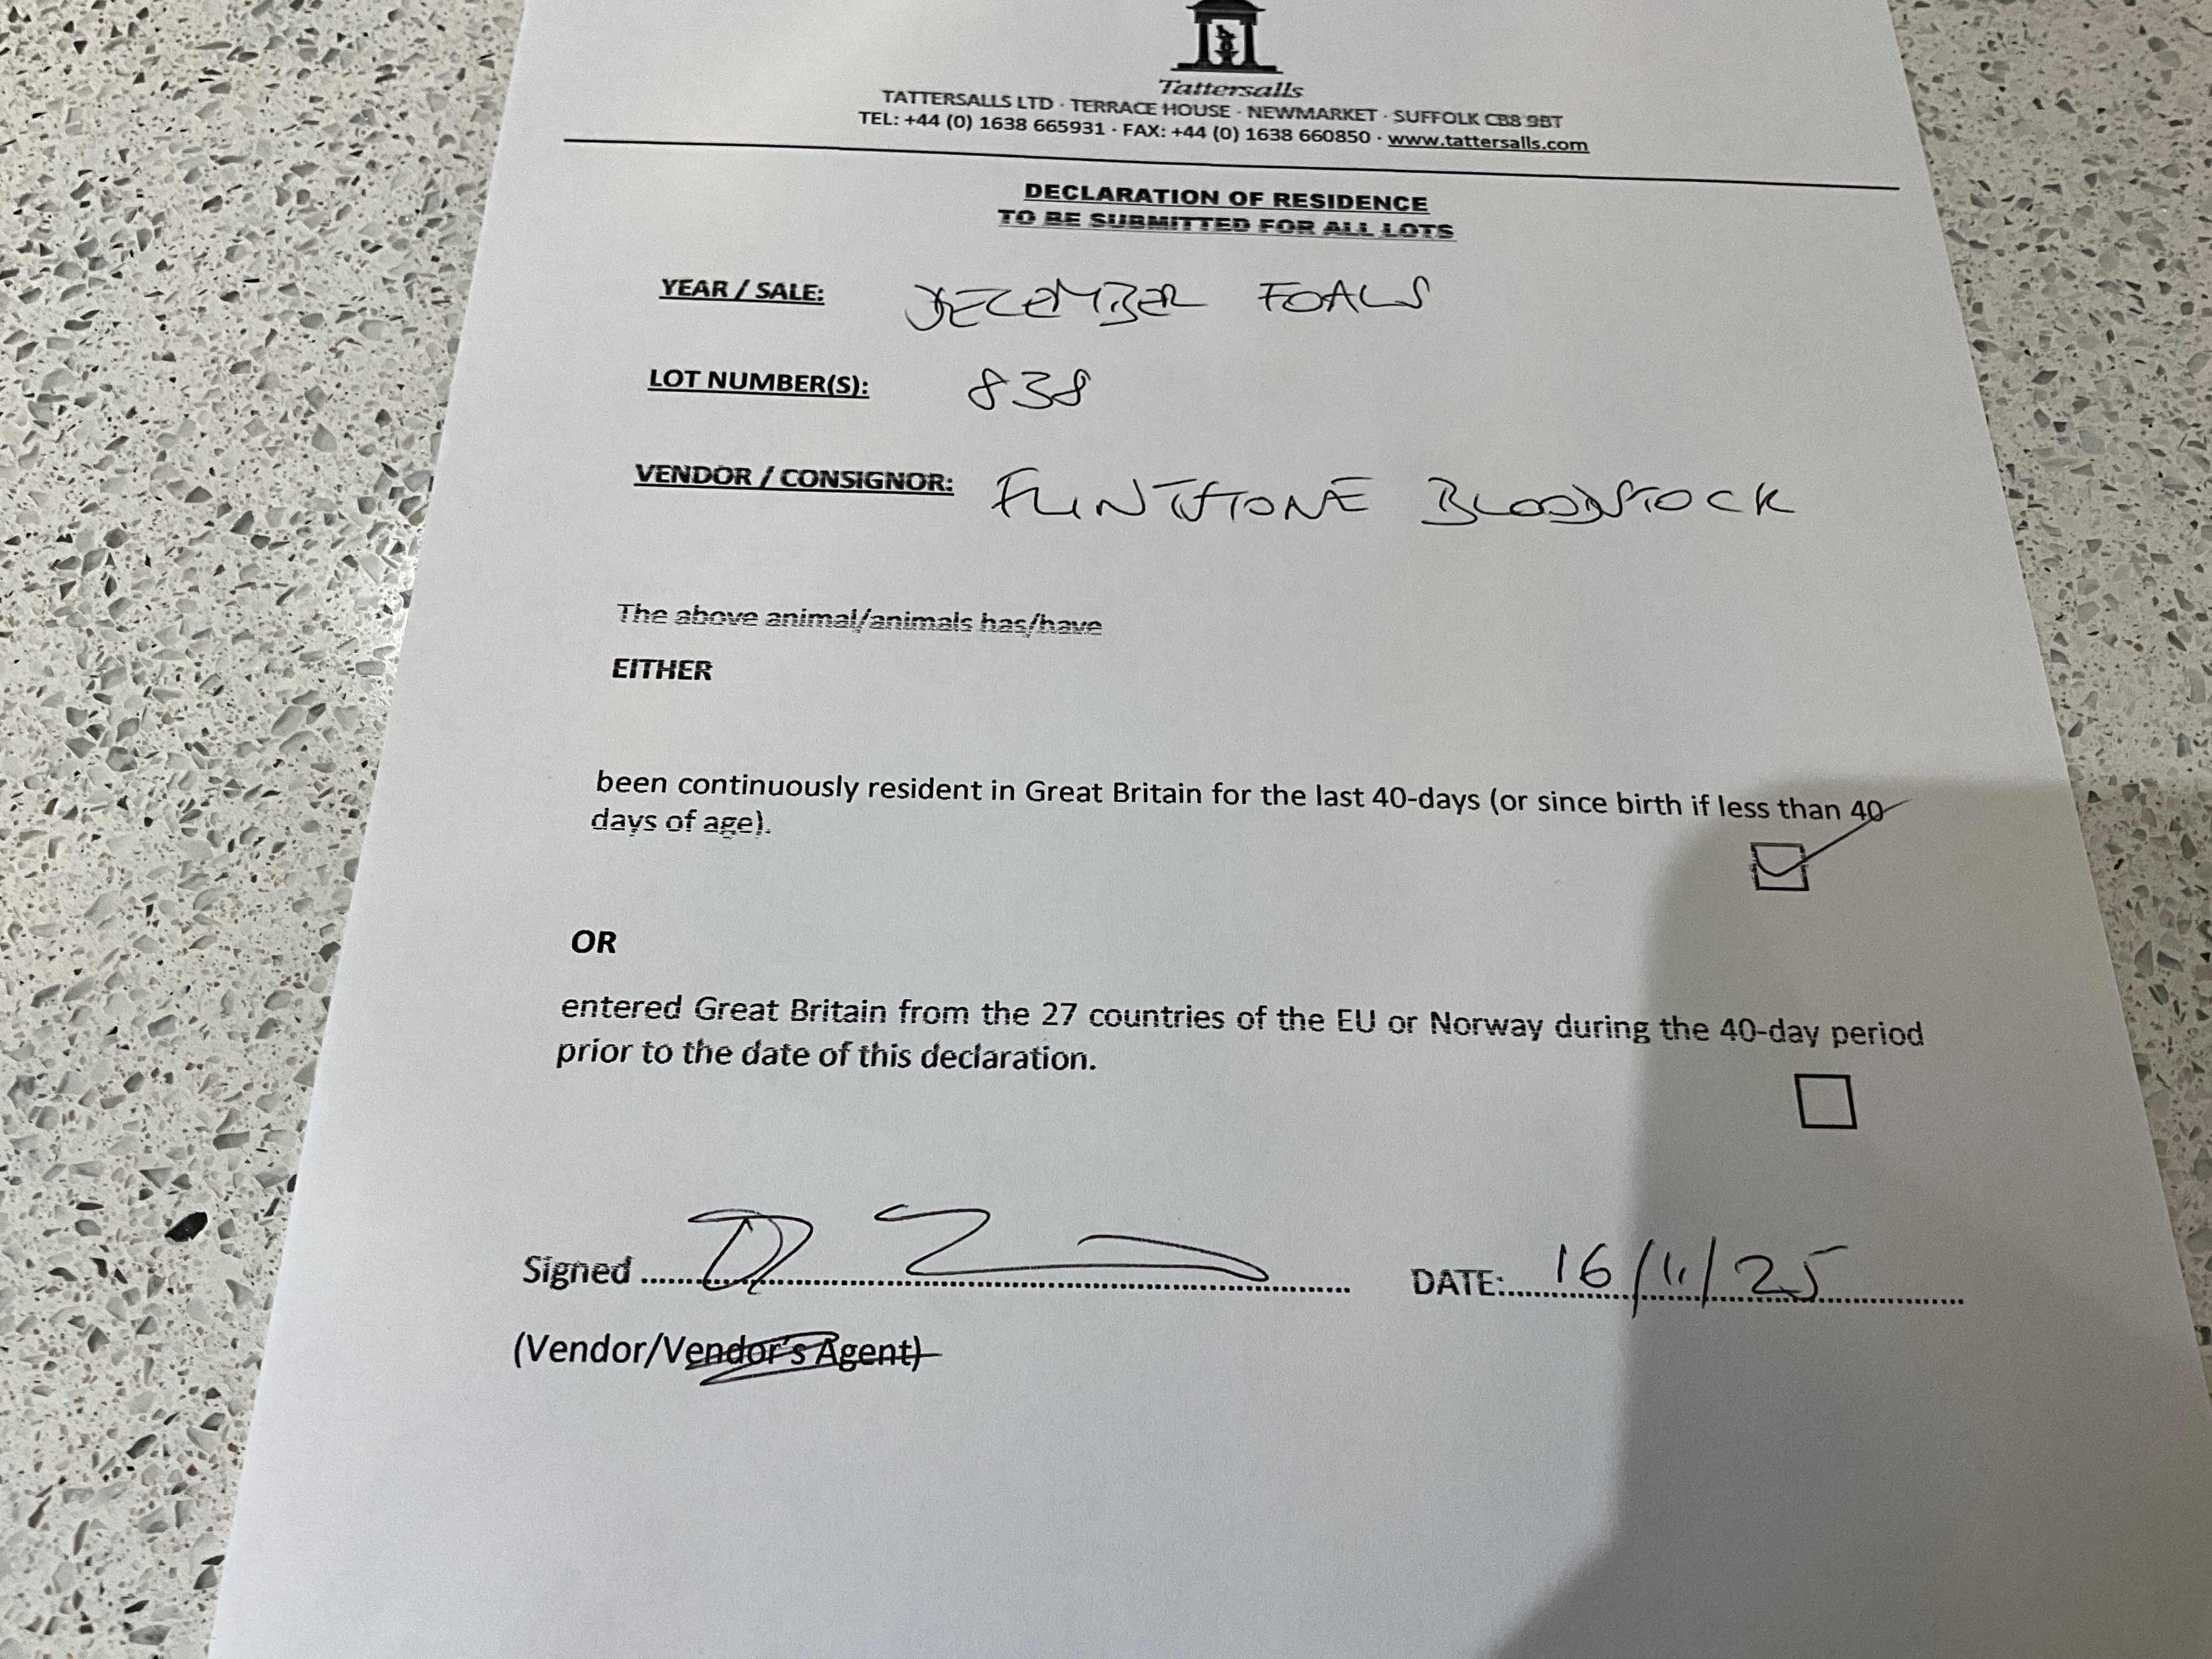 Tattersalls
TATTERSALLS LTD · TERRACE HOUSE · NEWMARKET · SUFFOLK CB8 9BT
TEL: +44 (0) 1638 665931 · FAX: +44 (0) 1638 660850 · www.tattersalls.com
DECLARATION OF RESIDENCE
TO BE SUBMITTED FOR ALL LOTS
YEAR / SALE: DECEMBER FOALS
LOT NUMBER(S): 838
VENDOR / CONSIGNOR: FLINTSTONE BLOODSTOCK
The above animal/animals has/have
EITHER
been continuously resident in Great Britain for the last 40-days (or since birth if less than 40
days of age).
OR
entered Great Britain from the 27 countries of the EU or Norway during the 40-day period
prior to the date of this declaration.
Signed DATE: 16/11/25
(Vendor/Vendor's Agent)